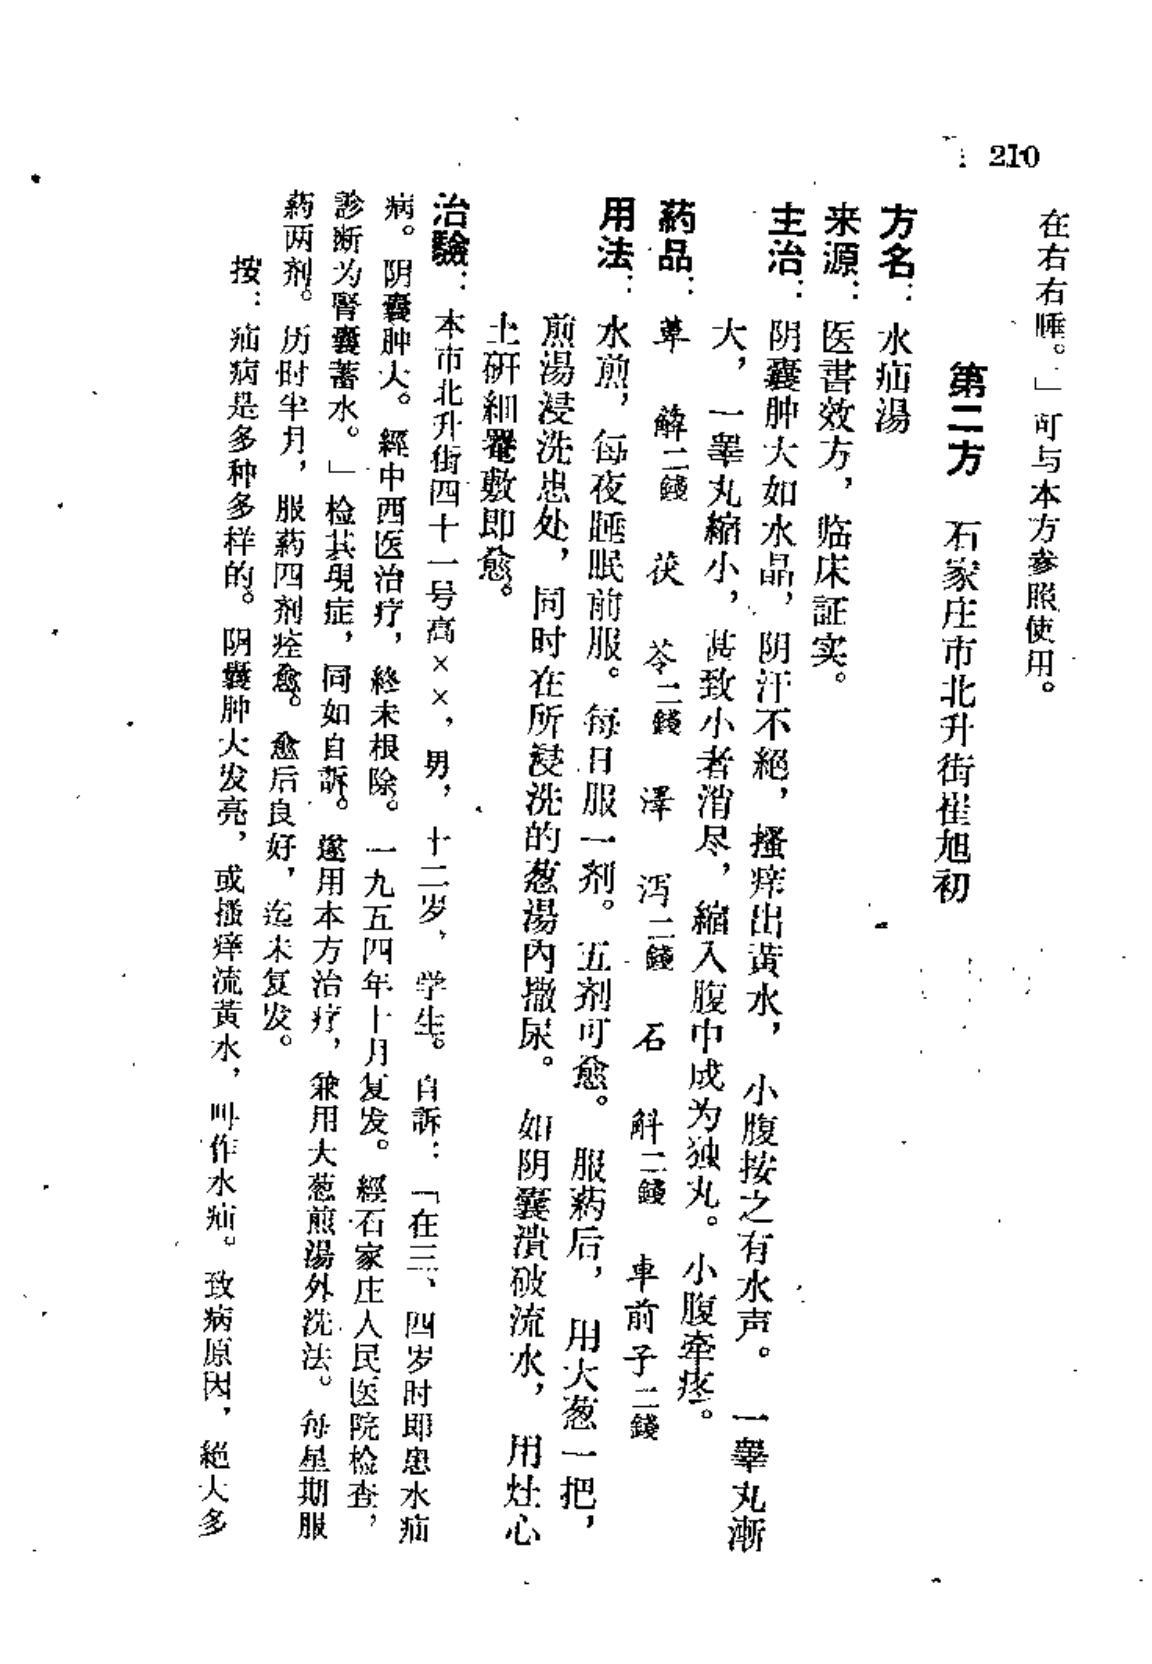 210
在右右睡。」可与本方参照使用。
第二方 石家庄市北升街崔旭初
方名：水疝湯
来源：医書效方，临床証实。
主治：阴囊肿大如水晶，阴汗不絕，搔痒出黃水，小腹按之有水声。一睾丸漸
大，一睾丸縮小，甚致小者消尽，縮入腹中成为独丸。小腹牵疼。
葯品：萆薢二錢 茯苓二錢 澤泻二錢 石斛二錢 車前子二錢
用法：水煎，每夜睡眠前服。每日服一剂。五剂可愈。服葯后，用大葱一把，
煎湯浸洗患处，同时在所浸洗的葱湯內撒尿。如阴囊潰破流水，用灶心
土研細罨敷即愈。
治驗：本市北升街四十一号高××，男，十二岁，学生。自訴：「在三、四岁时即患水疝
病。阴囊肿大。經中西医治疗，終未根除。一九五四年十月复发。經石家庄人民医院检查，
診断为腎囊蓄水。」检其現症，同如自訴。遂用本方治疗，兼用大葱煎湯外洗法。每星期服
葯两剂。历时半月，服葯四剂痊愈。愈后良好，迄未复发。
按：疝病是多种多样的。阴囊肿大发亮，或搔痒流黃水，叫作水疝。致病原因，絕大多